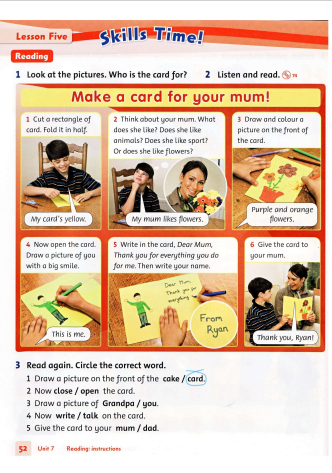 Lesson Five
Skills Time!
Reading
1 Look at the pictures. Who is the card for?
2 Listen and read.
74
Make a card for your mum!
1 Cut a rectangle of
card. Fold it in half.
My card's yellow.
2 Think about your mum. What
does she like? Does she like
animals? Does she like sport?
Or does she like flowers?
My mum likes flowers.
3 Draw and colour a
picture on the front of
the card.
Purple and orange
flowers.
4 Now open the card.
Draw a picture of you
with a big smile.
This is me.
5 Write in the card, Dear Mum,
Thank you for everything you do
for me. Then write your name.
Dear Mum,
Thank you for
everything
From
Ryan
6 Give the card to
your mum.
Thank you, Ryan!
3 Read again. Circle the correct word.
1 Draw a picture on the front of the cake / card.
2 Now close / open the card.
3 Draw a picture of Grandpa / you.
4 Now write / talk on the card.
5 Give the card to your mum / dad.
52 Unit 7 Reading: instructions